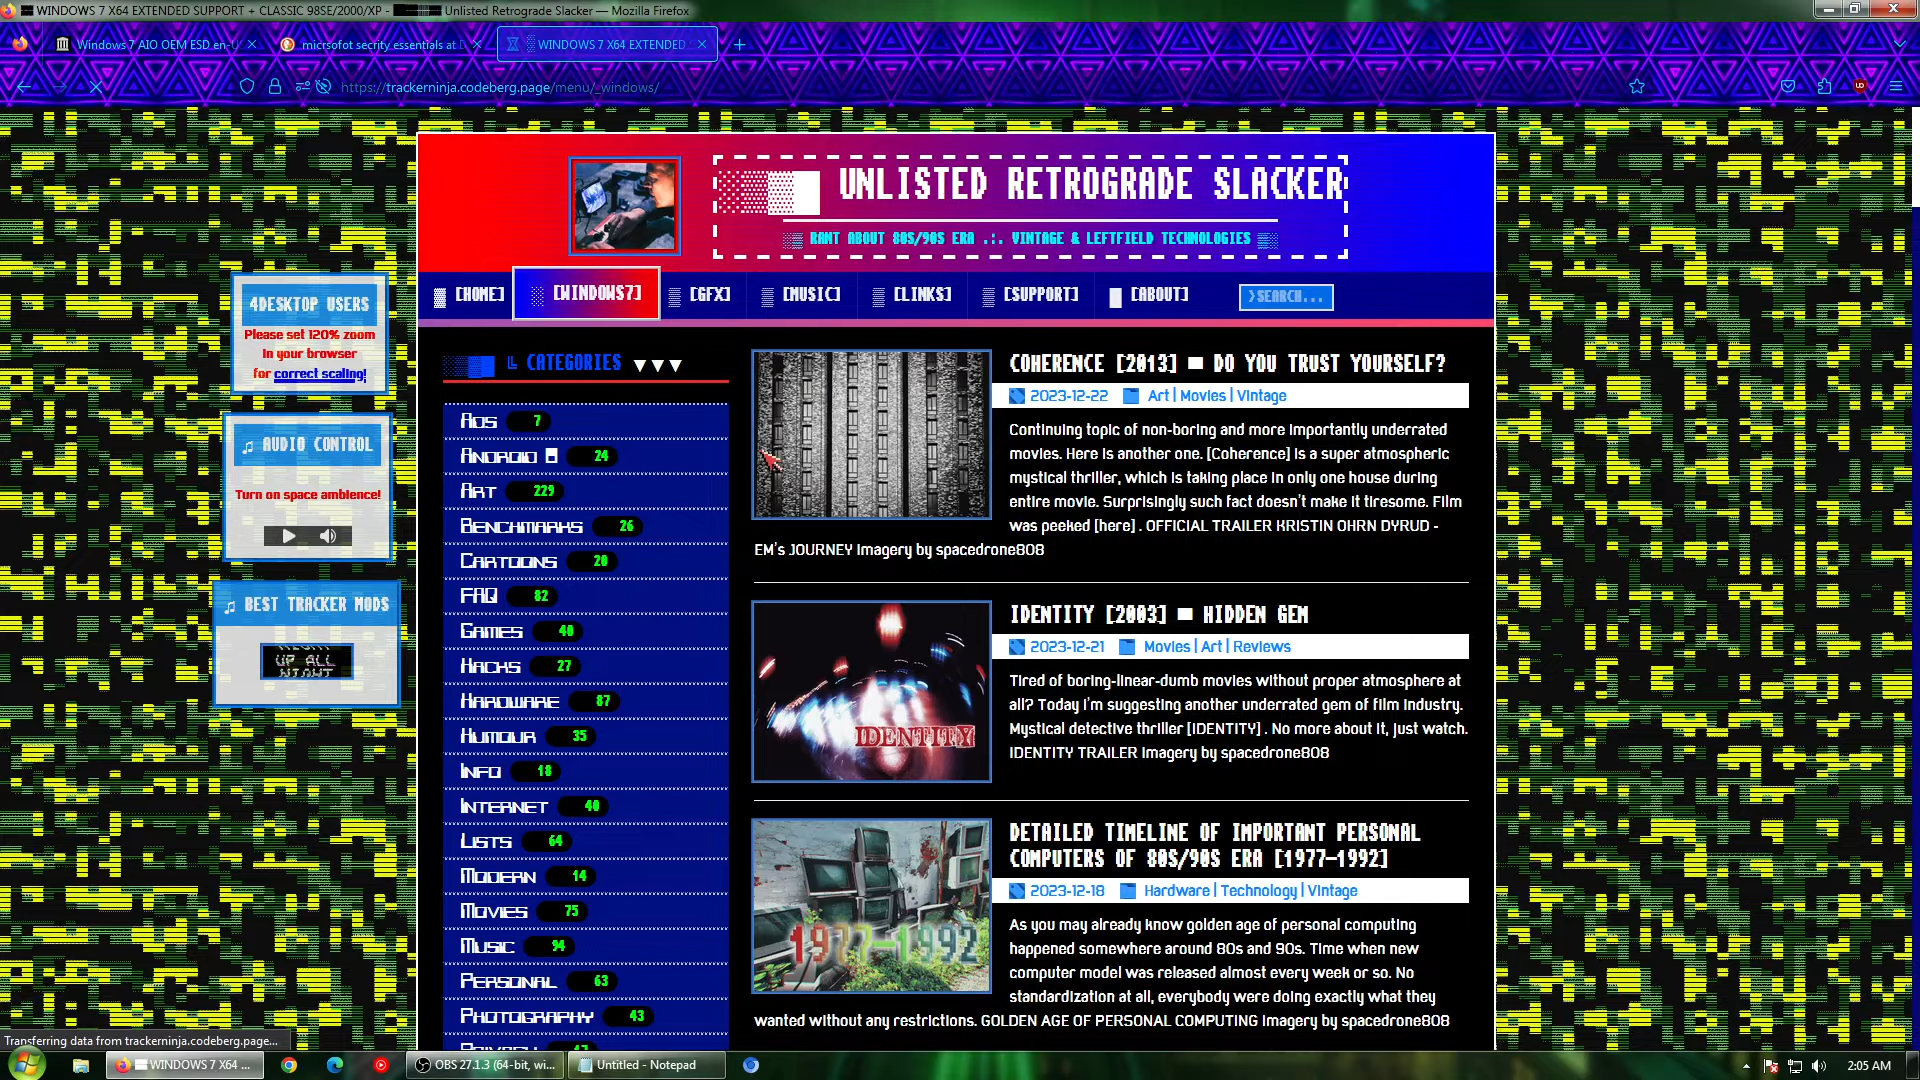 WINDOWS 7 X64 EXTENDED SUPPORT + CLASSIC 98SE/2000/XP - Unlisted Retrograde Slacker — Mozilla Firefox
Windows 7 AIO OEM ESD en-U
micrsofot secrity essentials at D
WINDOWS 7 X64 EXTENDED
https://trackerninja.codeberg.page/menu/_windows/
UNLISTED RETROGRADE SLACKER
RANT ABOUT 80S/90S ERA .:. VINTAGE & LEFTFIELD TECHNOLOGIES
[HOME] [WINDOWS7] [GFX] [MUSIC] [LINKS] [SUPPORT] [ABOUT] >SEARCH...
4DESKTOP USERS
Please set 120% zoom
In your browser
for correct scaling!
♫ AUDIO CONTROL
Turn on space ambience!
♫ BEST TRACKER MODS
UP ALL
╚ CATEGORIES ▼▼▼
Ads 7
Android 24
Art 229
Benchmarks 26
Cartoons 20
FAQ 82
Games 40
Hacks 27
Hardware 87
Humour 35
Info 18
Internet 40
Lists 64
Modern 14
Movies 75
Music 94
Personal 63
Photography 43
COHERENCE [2013] ■ DO YOU TRUST YOURSELF?
2023-12-22 Art | Movies | Vintage
Continuing topic of non-boring and more importantly underrated
movies. Here is another one. [Coherence] is a super atmospheric
mystical thriller, which is taking place in only one house during
entire movie. Surprisingly such fact doesn't make it tiresome. Film
was peeked [here] . OFFICIAL TRAILER KRISTIN OHRN DYRUD -
EM's JOURNEY Imagery by spacedrone808
IDENTITY [2003] ■ HIDDEN GEM
2023-12-21 Movies | Art | Reviews
Tired of boring-linear-dumb movies without proper atmosphere at
all? Today i'm suggesting another underrated gem of film industry.
Mystical detective thriller [IDENTITY] . No more about it, just watch.
IDENTITY TRAILER Imagery by spacedrone808
IDENTITY
DETAILED TIMELINE OF IMPORTANT PERSONAL
COMPUTERS OF 80S/90S ERA [1977-1992]
2023-12-18 Hardware | Technology | Vintage
As you may already know golden age of personal computing
happened somewhere around 80s and 90s. Time when new
computer model was released almost every week or so. No
standardization at all, everybody were doing exactly what they
wanted without any restrictions. GOLDEN AGE OF PERSONAL COMPUTING Imagery by spacedrone808
1977-1992
Transferring data from trackerninja.codeberg.page...
WINDOWS 7 X64 ...
OBS 27.1.3 (64-bit, wi...
Untitled - Notepad
2:05 AM